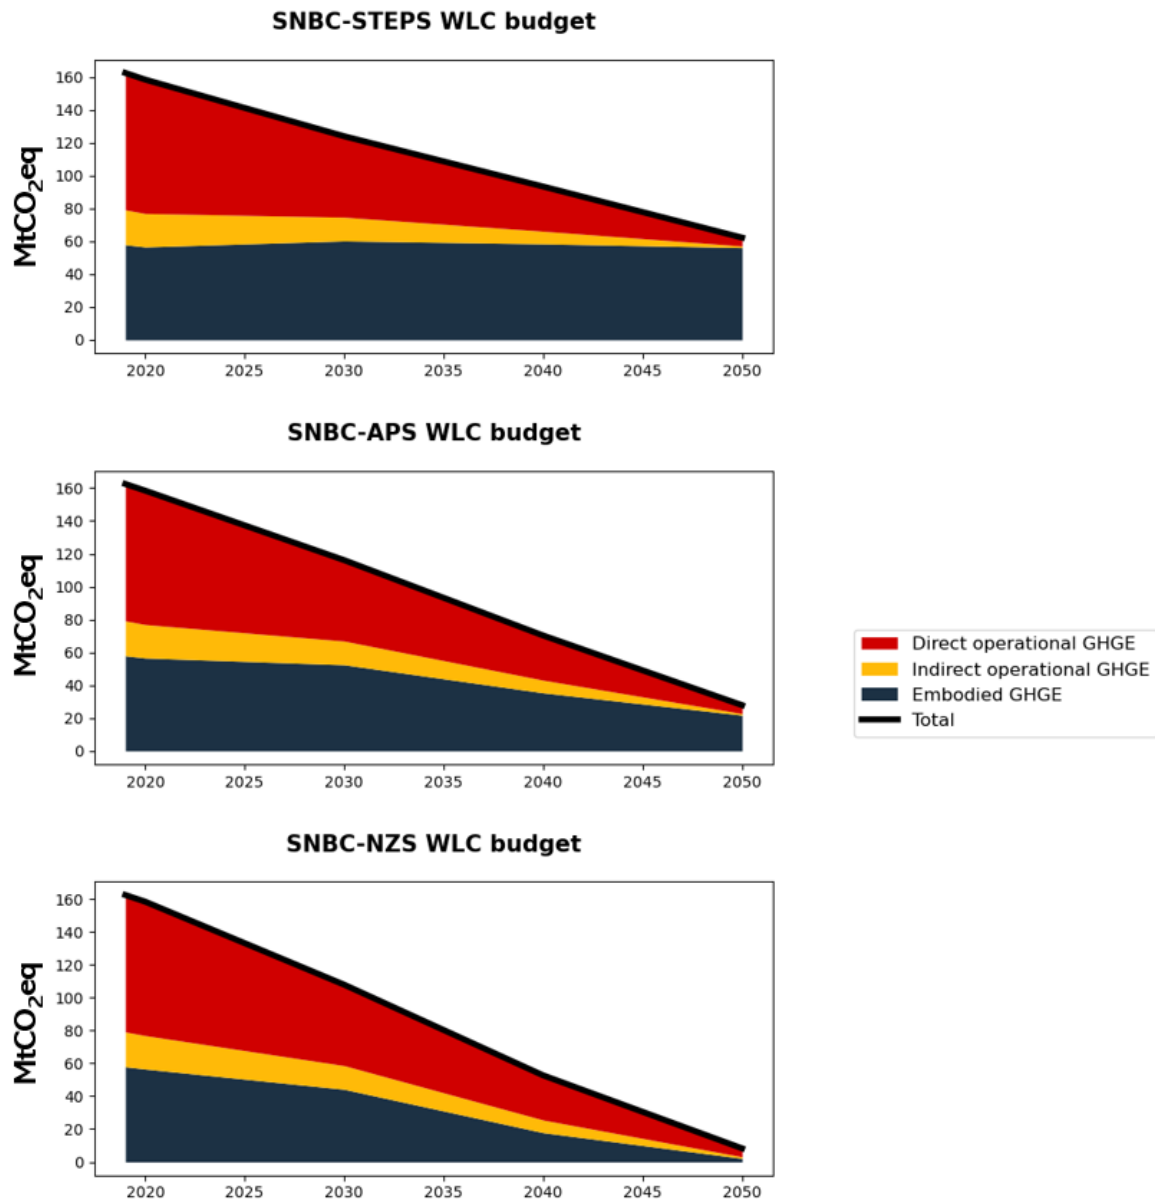 SNBC-STEPS WLC budget
MtCO₂eq
160
140
120
100
80
60
40
20
0
2020 2025 2030 2035 2040 2045 2050
SNBC-APS WLC budget
MtCO₂eq
160
140
120
100
80
60
40
20
0
2020 2025 2030 2035 2040 2045 2050
Direct operational GHGE
Indirect operational GHGE
Embodied GHGE
Total
SNBC-NZS WLC budget
MtCO₂eq
160
140
120
100
80
60
40
20
0
2020 2025 2030 2035 2040 2045 2050